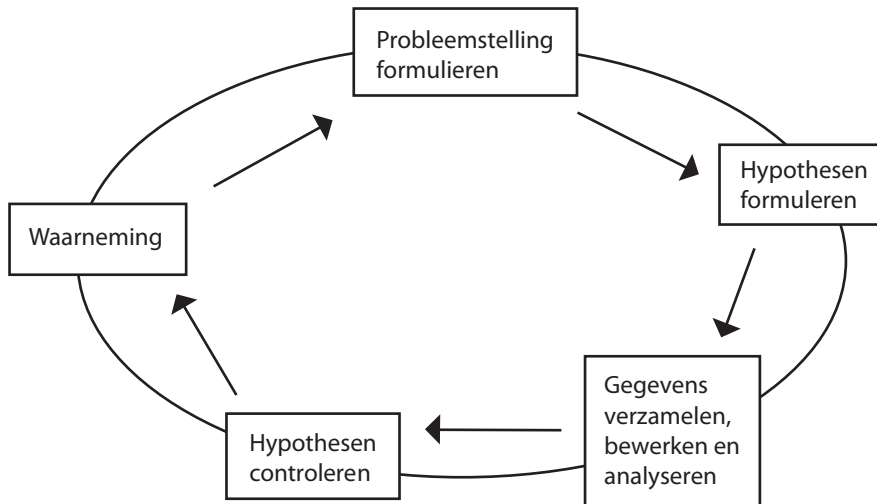 Probleemstelling
formulieren
Hypothesen
formuleren
Gegevens
verzamelen,
bewerken en
analyseren
Hypothesen
controleren
Waarneming